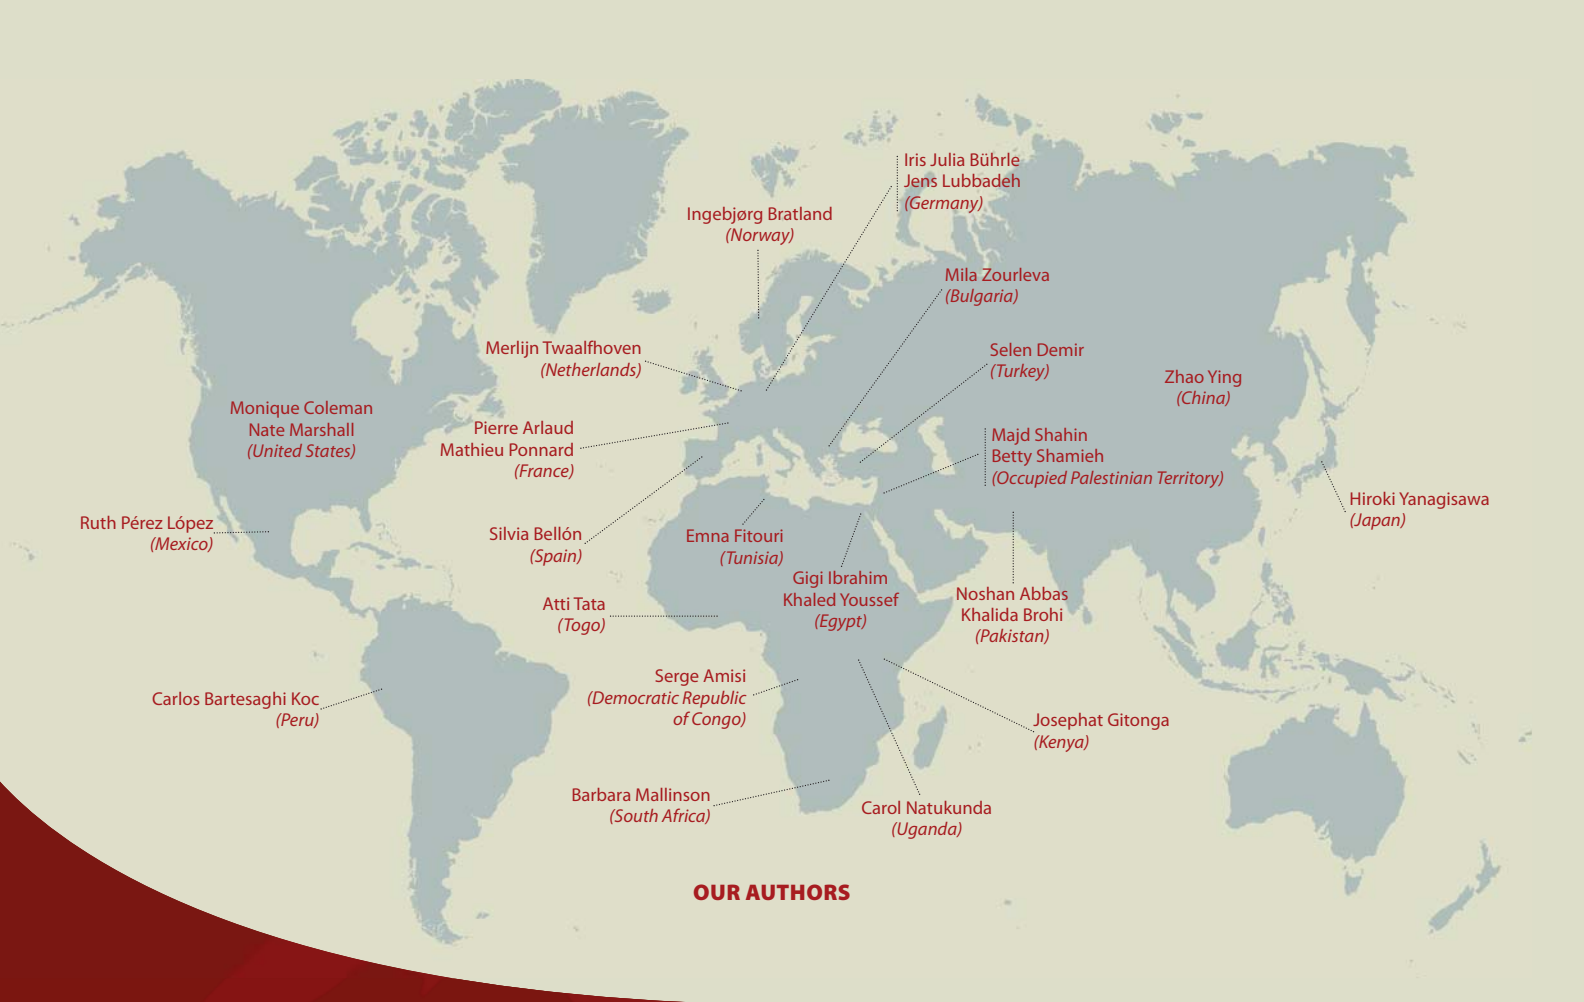 Iris Julia Bührle
Jens Lubbadeh
(Germany)
Ingebjørg Bratland
(Norway)
Mila Zourleva
(Bulgaria)
Merlijn Twaalfhoven
(Netherlands)
Selen Demir
(Turkey)
Zhao Ying
(China)
Monique Coleman
Nate Marshall
(United States)
Pierre Arlaud
Mathieu Ponnard
(France)
Majd Shahin
Betty Shamieh
(Occupied Palestinian Territory)
Hiroki Yanagisawa
(Japan)
Ruth Pérez López
(Mexico)
Silvia Bellón
(Spain)
Emna Fitouri
(Tunisia)
Gigi Ibrahim
Khaled Youssef
(Egypt)
Noshan Abbas
Khalida Brohi
(Pakistan)
Atti Tata
(Togo)
Serge Amisi
(Democratic Republic
of Congo)
Carlos Bartesaghi Koc
(Peru)
Josephat Gitonga
(Kenya)
Barbara Mallinson
(South Africa)
Carol Natukunda
(Uganda)
OUR AUTHORS